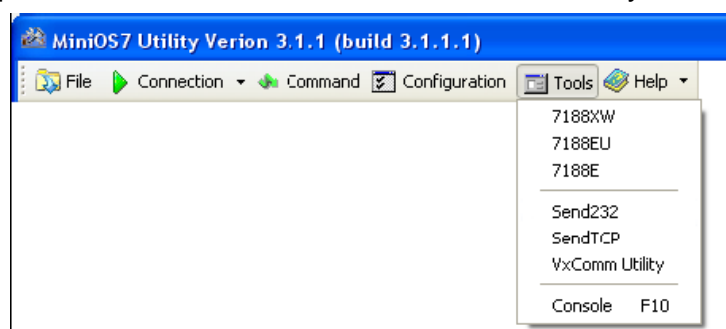 MiniOS7 Utility Verion 3.1.1 (build 3.1.1.1)
File Connection Command Configuration Tools Help
7188XW
7188EU
7188E
Send232
SendTCP
VxComm Utility
Console F10